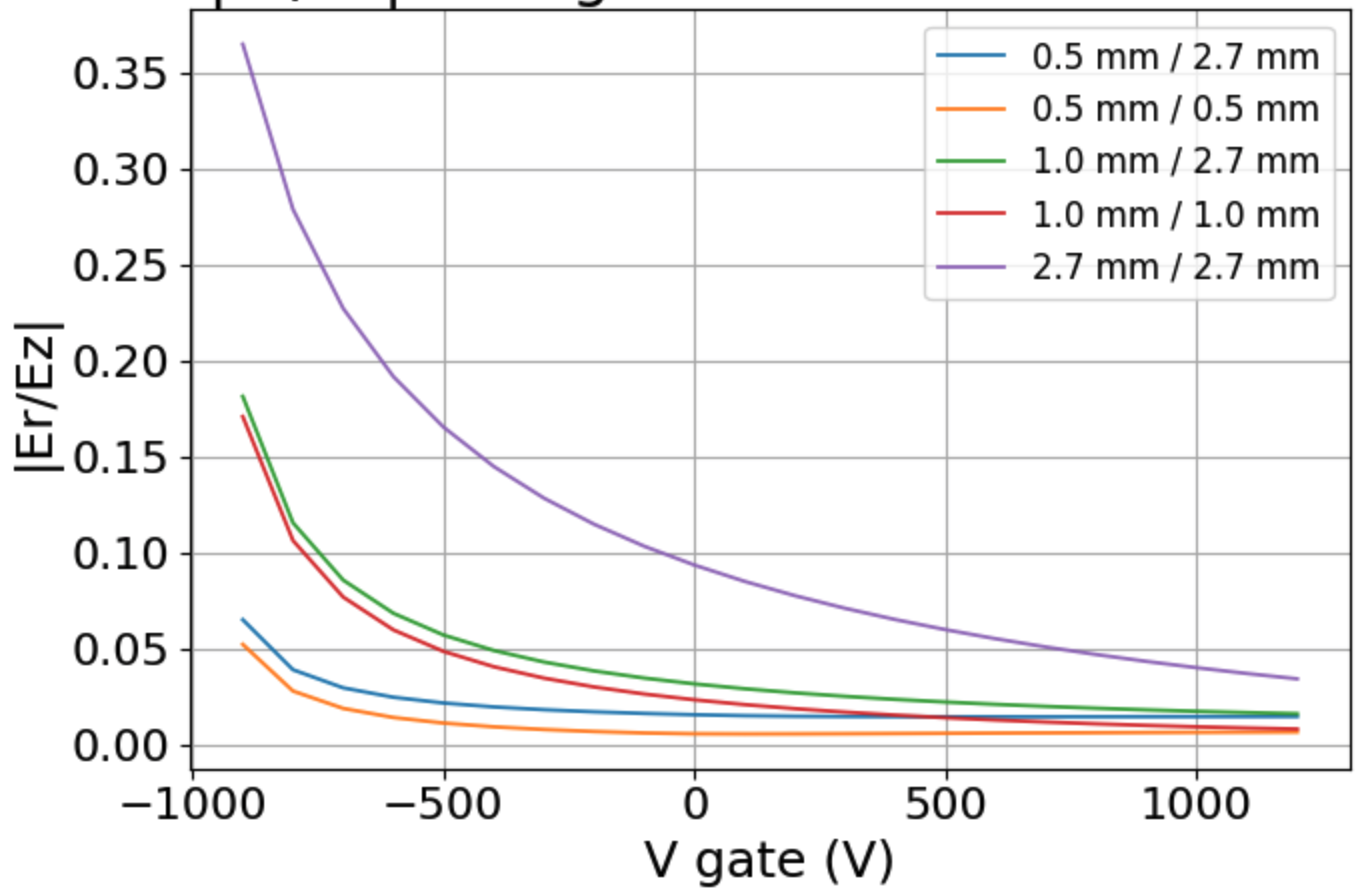 0.35
0.30
0.25
0.20
0.15
0.10
0.05
0.00
|Er/Ez|
−1000 −500 0 500 1000
V gate (V)
0.5 mm / 2.7 mm
0.5 mm / 0.5 mm
1.0 mm / 2.7 mm
1.0 mm / 1.0 mm
2.7 mm / 2.7 mm